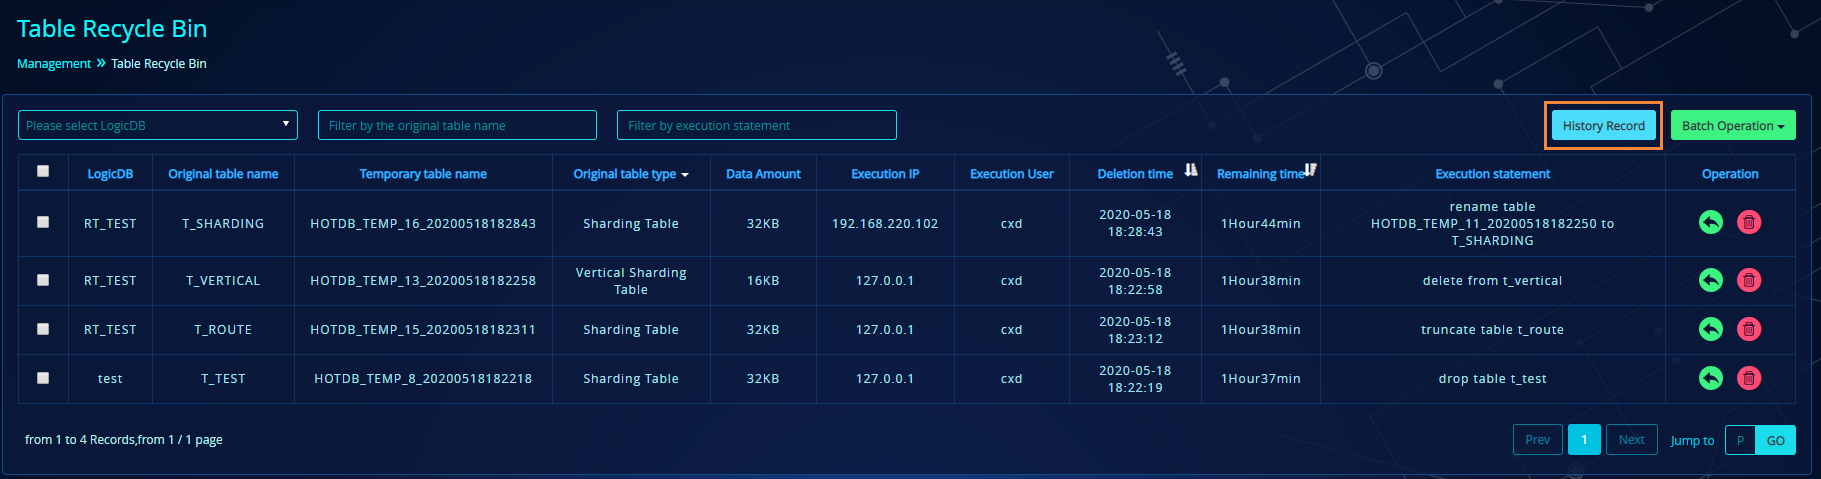 Table Recycle Bin
Management » Table Recycle Bin
Please select LogicDB Filter by the original table name Filter by execution statement History Record Batch Operation
LogicDB Original table name Temporary table name Original table type Data Amount Execution IP Execution User Deletion time Remaining time Execution statement Operation
RT_TEST T_SHARDING HOTDB_TEMP_16_20200518182843 Sharding Table 32KB 192.168.220.102 cxd 2020-05-18 18:28:43 1Hour44min rename table HOTDB_TEMP_11_20200518182250 to T_SHARDING
RT_TEST T_VERTICAL HOTDB_TEMP_13_20200518182258 Vertical Sharding Table 16KB 127.0.0.1 cxd 2020-05-18 18:22:58 1Hour38min delete from t_vertical
RT_TEST T_ROUTE HOTDB_TEMP_15_20200518182311 Sharding Table 32KB 127.0.0.1 cxd 2020-05-18 18:23:12 1Hour38min truncate table t_route
test T_TEST HOTDB_TEMP_8_20200518182218 Sharding Table 32KB 127.0.0.1 cxd 2020-05-18 18:22:19 1Hour37min drop table t_test
from 1 to 4 Records,from 1 / 1 page Prev 1 Next Jump to P GO